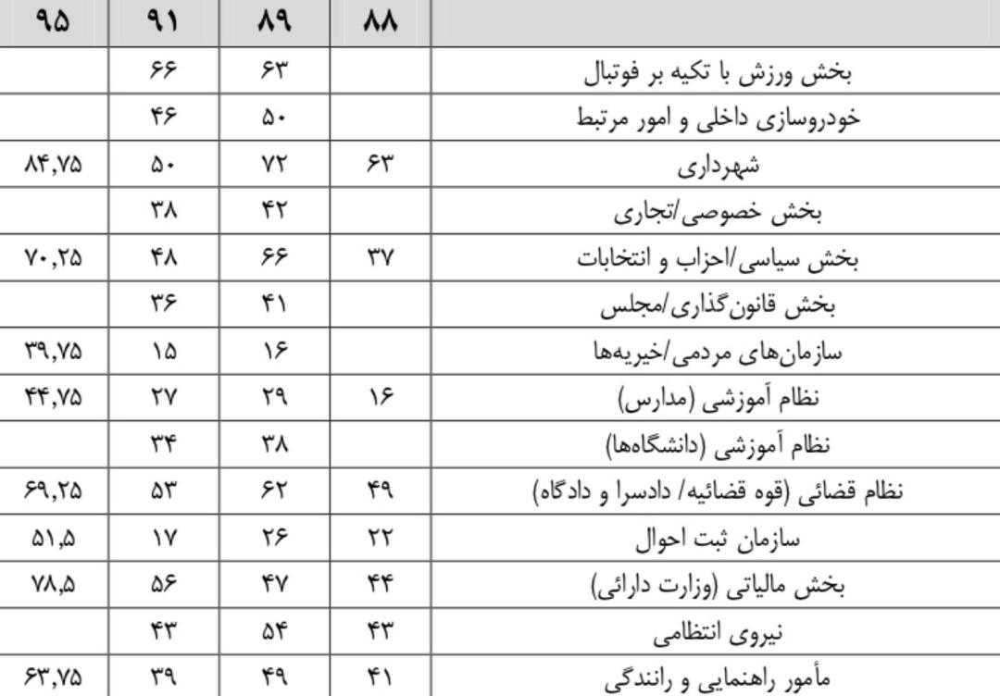 ۸۸ ۸۹ ۹۱ ۹۵
بخش ورزش با تکیه بر فوتبال ۶۳ ۶۶
خودروسازی داخلی و امور مرتبط ۵۰ ۴۶
شهرداری ۶۳ ۷۲ ۵۰ ۸۴,۷۵
بخش خصوصی/تجاری ۴۲ ۳۸
بخش سیاسی/احزاب و انتخابات ۳۷ ۶۶ ۴۸ ۷۰,۲۵
بخش قانون‌گذاری/مجلس ۴۱ ۳۶
سازمان‌های مردمی/خیریه‌ها ۱۶ ۱۵ ۳۹,۷۵
نظام آموزشی (مدارس) ۱۶ ۲۹ ۲۷ ۴۴,۷۵
نظام آموزشی (دانشگاه‌ها) ۳۸ ۳۴
نظام قضائی (قوه قضائیه/ دادسرا و دادگاه) ۴۹ ۶۲ ۵۳ ۶۹,۲۵
سازمان ثبت احوال ۲۲ ۲۶ ۱۷ ۵۱,۵
بخش مالیاتی (وزارت دارائی) ۴۴ ۴۷ ۵۶ ۷۸,۵
نیروی انتظامی ۴۳ ۵۴ ۴۳
مأمور راهنمایی و رانندگی ۴۱ ۴۹ ۳۹ ۶۳,۷۵